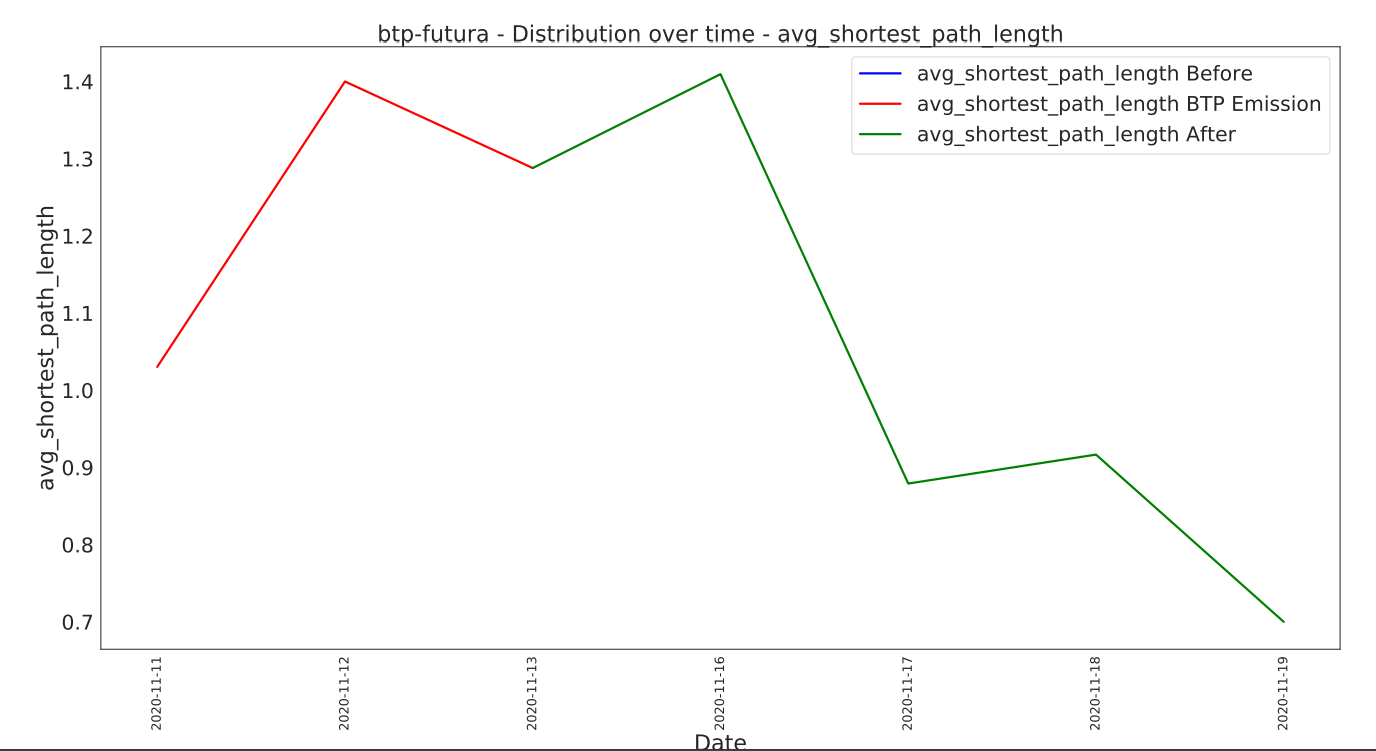 btp-futura - Distribution over time - avg_shortest_path_length
avg_shortest_path_length Before
avg_shortest_path_length BTP Emission
avg_shortest_path_length After
avg_shortest_path_length
1.4
1.3
1.2
1.1
1.0
0.9
0.8
0.7
2020-11-11
2020-11-12
2020-11-13
2020-11-16
2020-11-17
2020-11-18
2020-11-19
Date